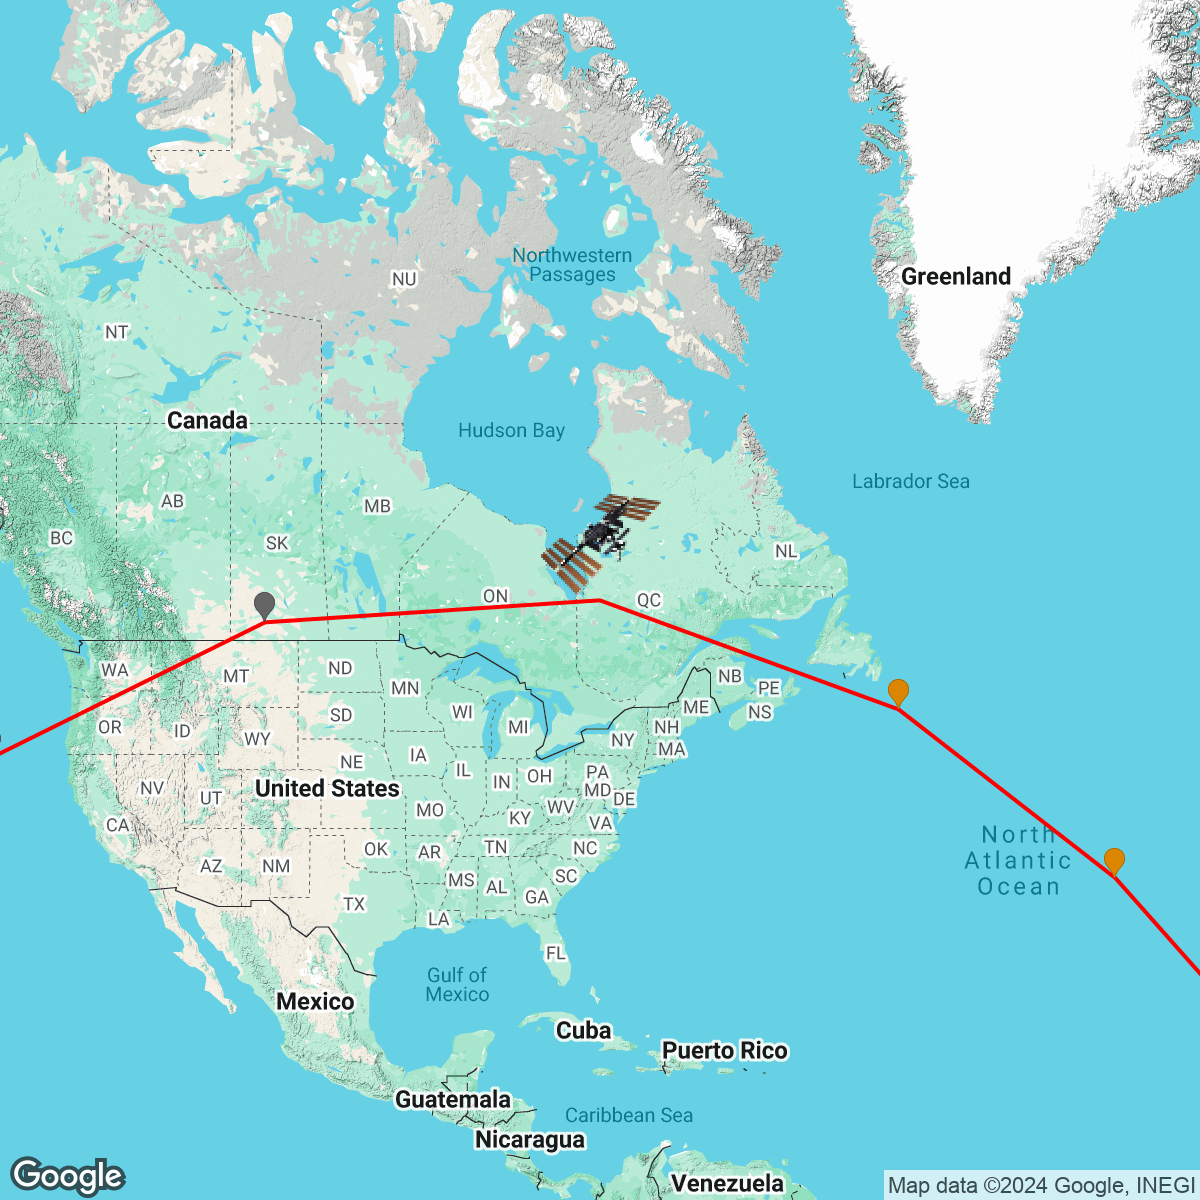 Northwestern
Passages
NU
Greenland
NT
Canada
Hudson Bay
Labrador Sea
AB
MB
BC
SK
NL
ON
QC
WA
MT
ND
NB
MN
PE
ME
NS
OR
ID
SD
WI
MI
NH
WY
NY
MA
IA
NE
IL
IN
OH
PA
United States
NV
UT
MD
DE
MO
KY
WV
VA
CA
North
Atlantic
Ocean
OK
AR
TN
NC
AZ
NM
MS
AL
SC
GA
TX
LA
FL
Gulf of
Mexico
Mexico
Cuba
Puerto Rico
Guatemala
Caribbean Sea
Nicaragua
Venezuela
Google
Map data ©2024 Google, INEGI